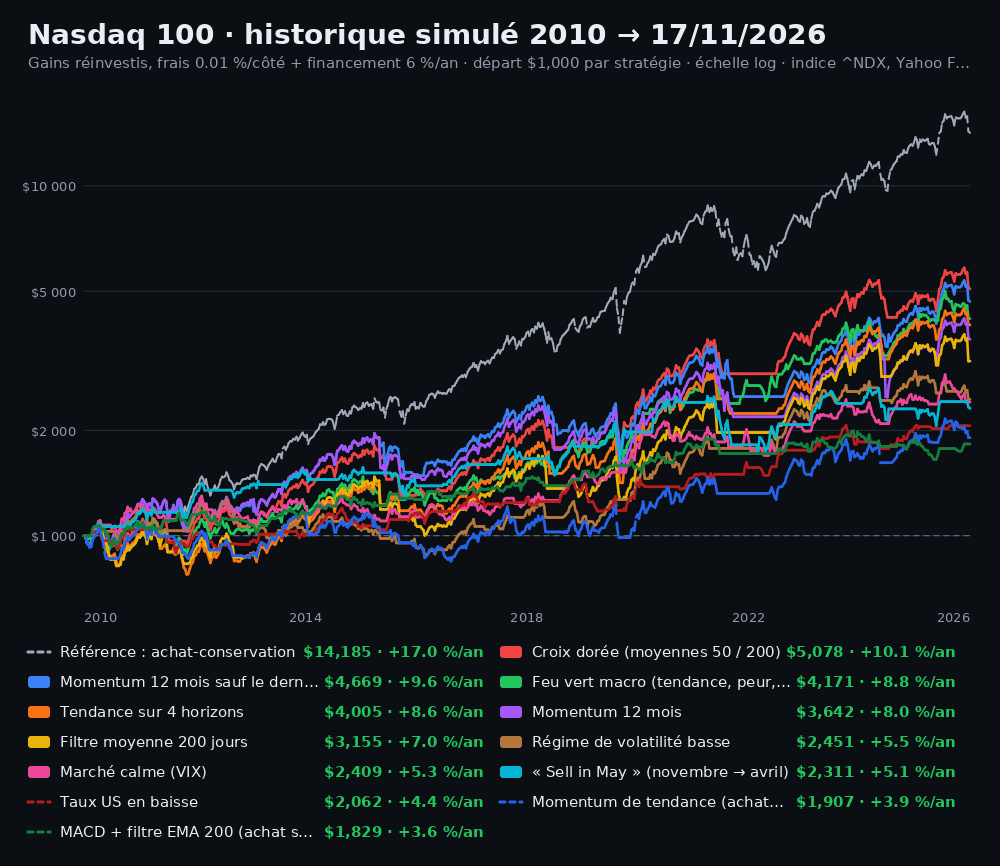 Nasdaq 100 · historique simulé 2010 → 17/11/2026
Gains réinvestis, frais 0.01 %/côté + financement 6 %/an · départ $1,000 par stratégie · échelle log · indice ^NDX, Yahoo F…
$10 000
$5 000
$2 000
$1 000
2010 2014 2018 2022 2026
Référence : achat-conservation $14,185 · +17.0 %/an
Croix dorée (moyennes 50 / 200) $5,078 · +10.1 %/an
Momentum 12 mois sauf le dern… $4,669 · +9.6 %/an
Feu vert macro (tendance, peur,… $4,171 · +8.8 %/an
Tendance sur 4 horizons $4,005 · +8.6 %/an
Momentum 12 mois $3,642 · +8.0 %/an
Filtre moyenne 200 jours $3,155 · +7.0 %/an
Régime de volatilité basse $2,451 · +5.5 %/an
Marché calme (VIX) $2,409 · +5.3 %/an
« Sell in May » (novembre → avril) $2,311 · +5.1 %/an
Taux US en baisse $2,062 · +4.4 %/an
Momentum de tendance (achat… $1,907 · +3.9 %/an
MACD + filtre EMA 200 (achat s… $1,829 · +3.6 %/an